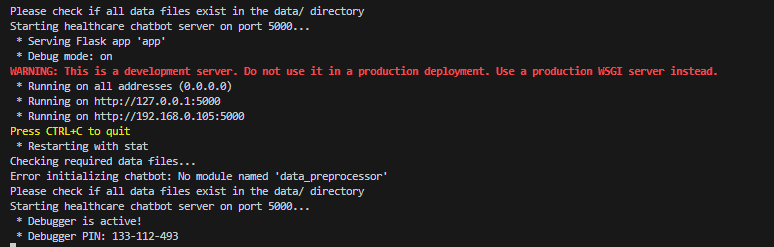 Please check if all data files exist in the data/ directory
Starting healthcare chatbot server on port 5000...
 * Serving Flask app 'app'
 * Debug mode: on
WARNING: This is a development server. Do not use it in a production deployment. Use a production WSGI server instead.
 * Running on all addresses (0.0.0.0)
 * Running on http://127.0.0.1:5000
 * Running on http://192.168.0.105:5000
Press CTRL+C to quit
 * Restarting with stat
Checking required data files...
Error initializing chatbot: No module named 'data_preprocessor'
Please check if all data files exist in the data/ directory
Starting healthcare chatbot server on port 5000...
 * Debugger is active!
 * Debugger PIN: 133-112-493